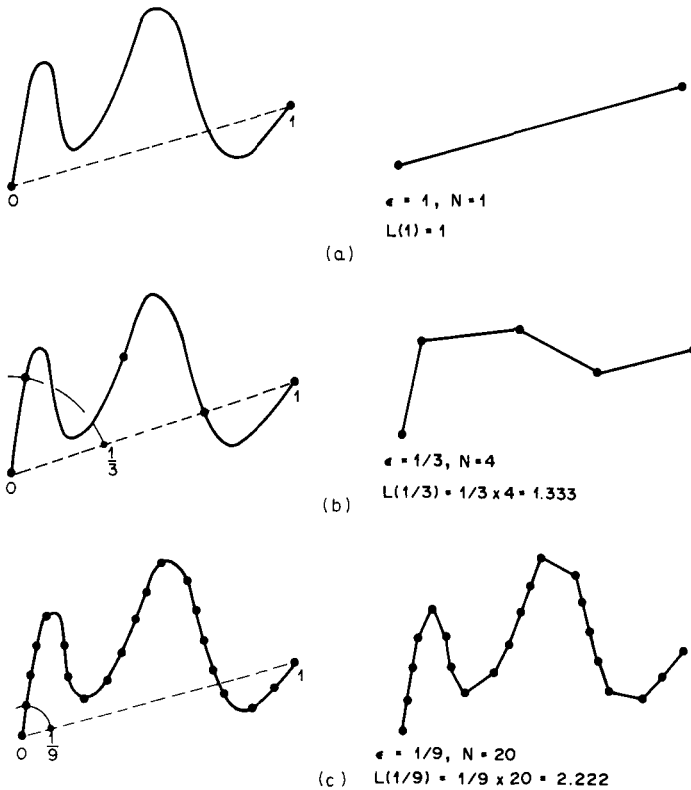 0
1
ϵ = 1, N = 1
L(1) = 1
(a)
0
1/3
1
ϵ = 1/3, N = 4
L(1/3) = 1/3 x 4 = 1.333
(b)
0
1/9
1
ϵ = 1/9, N = 20
L(1/9) = 1/9 x 20 = 2.222
(c)